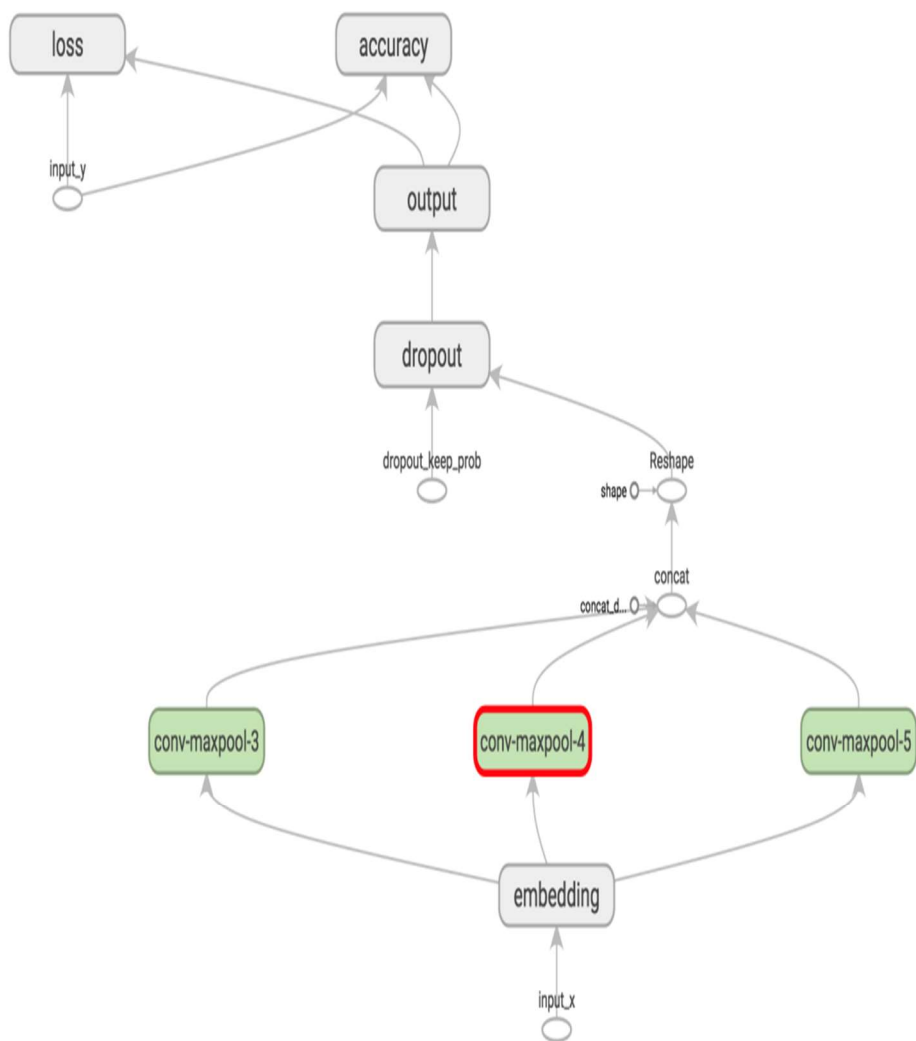 loss
accuracy
input_y
output
dropout
dropout_keep_prob
Reshape
shape
concat
concat_d...
conv-maxpool-3
conv-maxpool-4
conv-maxpool-5
embedding
input_x